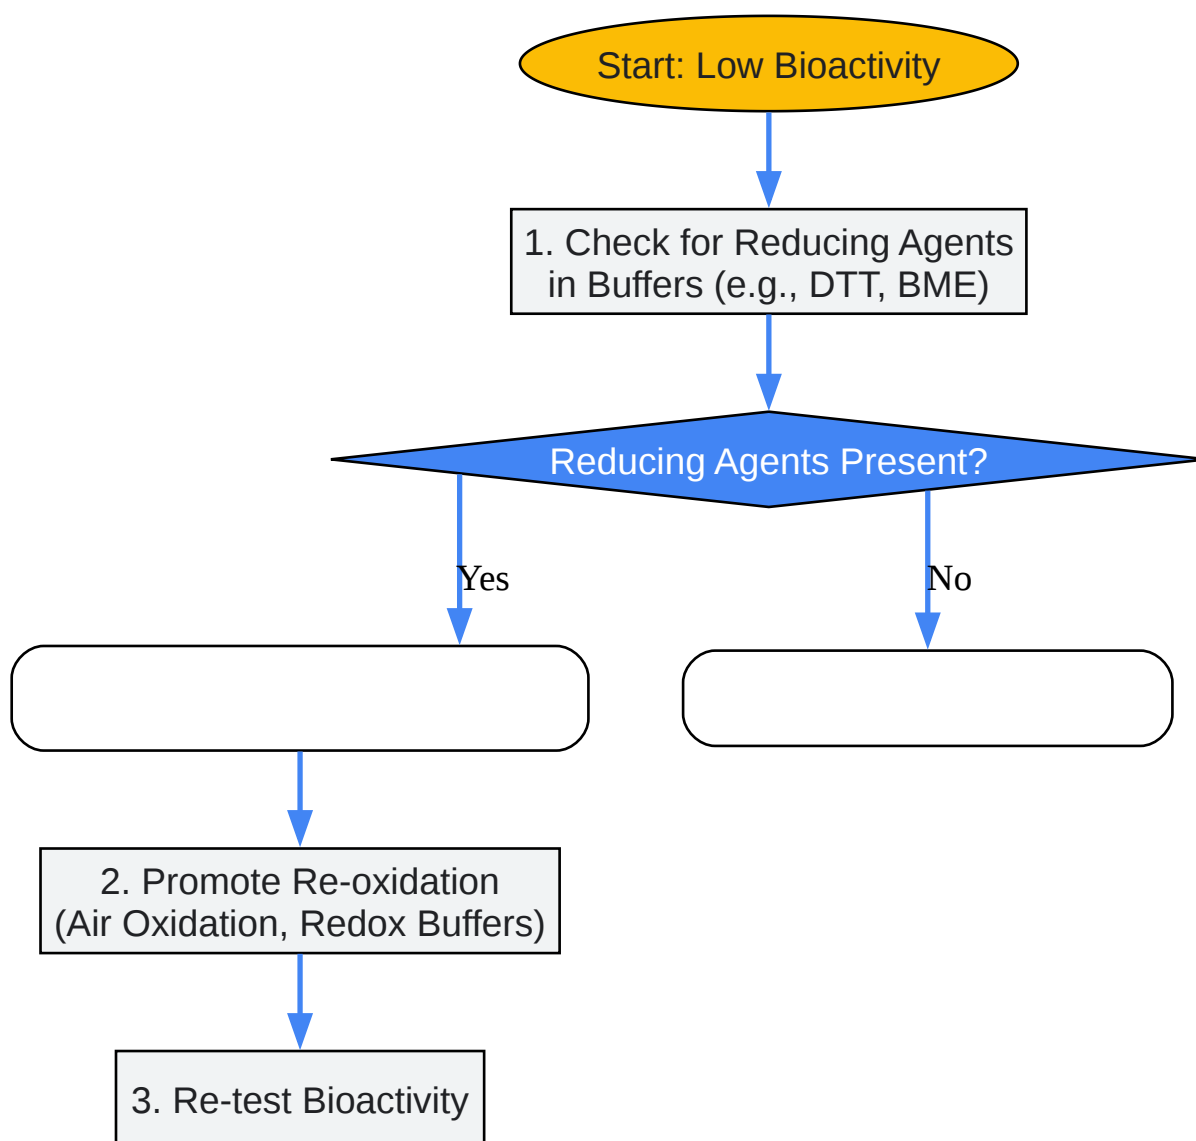 Start: Low Bioactivity
1. Check for Reducing Agents
in Buffers (e.g., DTT, BME)
Reducing Agents Present?
Yes
No
2. Promote Re-oxidation
(Air Oxidation, Redox Buffers)
3. Re-test Bioactivity